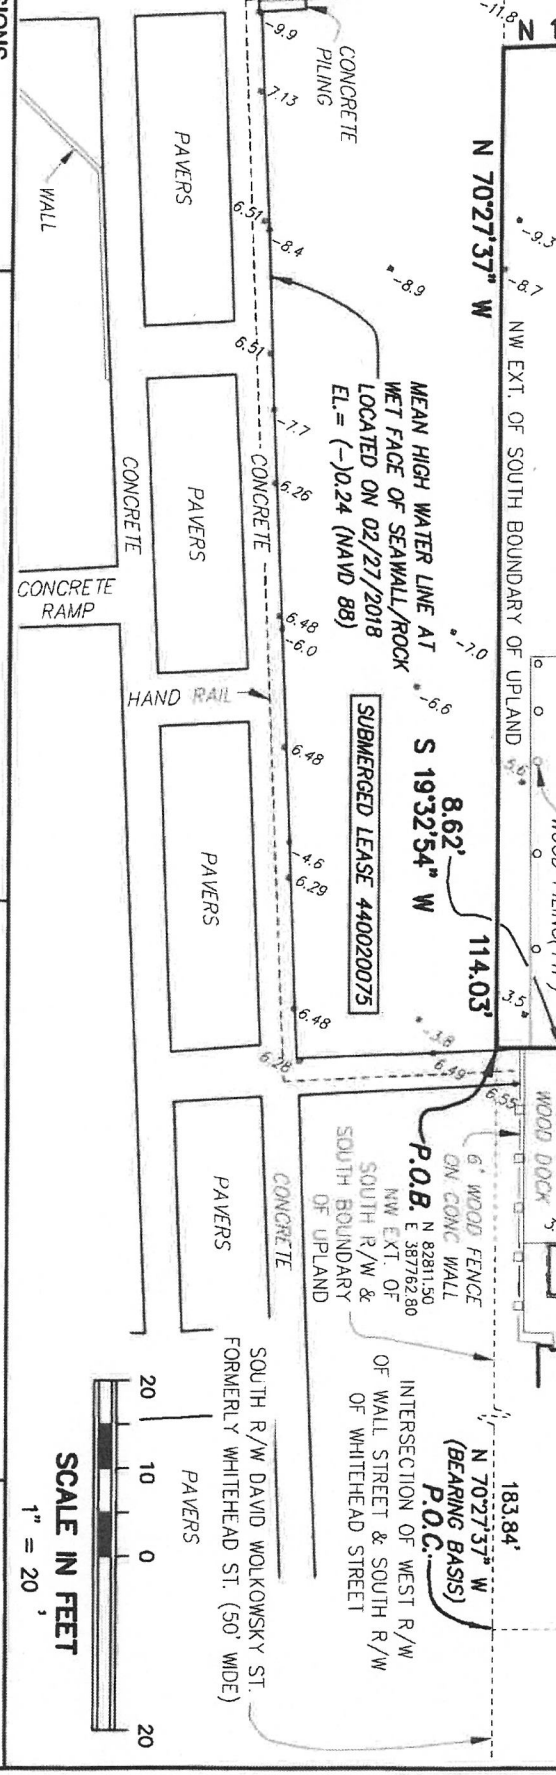 -11.8
N 1
-9.9
CONCRETE
PILING
7.13
PAVERS
WALL
6.51
-8.4
-8.9
-9.3
-8.7
N 70°27'37" W
NW EXT. OF SOUTH BOUNDARY OF UPLAND
6.51
-7.7
6.26
MEAN HIGH WATER LINE AT
WET FACE OF SEAWALL/ROCK
LOCATED ON 02/27/2018
EL.= (-)0.24 (NAVD 88)
CONCRETE
PAVERS
CONCRETE
CONCRETE
RAMP
6.48
-6.0
-7.0
-6.6
HAND RAIL
6.48
SUBMERGED LEASE 440020075
8.62'
S 19°32'54" W
114.03'
5.6
-4.6
6.29
PAVERS
6.48
6.28
-3.8
3.5
6.49
6.55
WOOD DOCK
6' WOOD FENCE
ON CONC WALL
P.O.B.
N 82811.50
E 387762.80
NW EXT. OF
SOUTH R/W &
SOUTH BOUNDARY
OF UPLAND
CONCRETE
PAVERS
183.84'
N 70°27'37" W
(BEARING BASIS)
P.O.C.
INTERSECTION OF WEST R/W
OF WALL STREET & SOUTH R/W
OF WHITEHEAD STREET
SOUTH R/W DAVID WOLKOWSKY ST.
FORMERLY WHITEHEAD ST. (50' WIDE)
PAVERS
20 10 0 20
SCALE IN FEET
1" = 20'